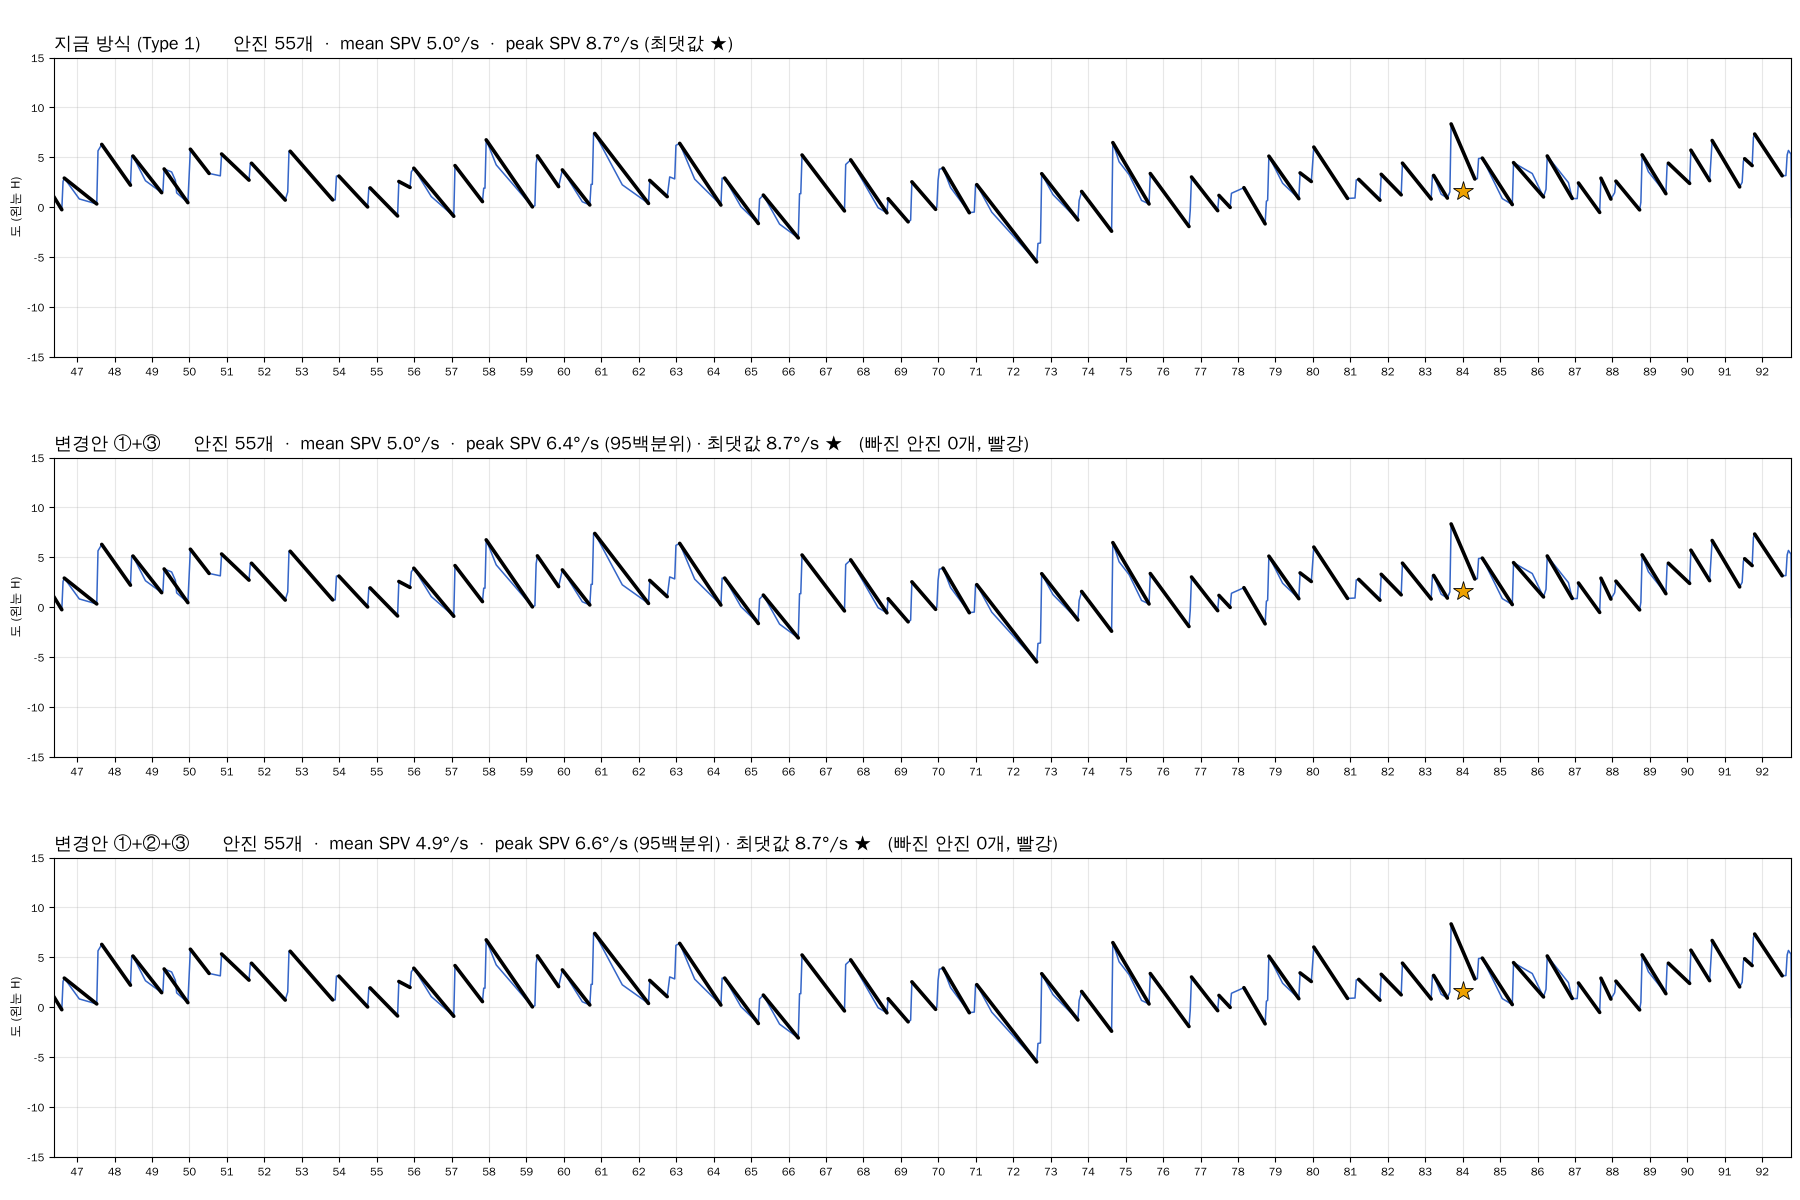 지금 방식 (Type 1)  안진 55개 · mean SPV 5.0°/s · peak SPV 8.7°/s (최댓값 ★)
15
10
5
0
-5
-10
-15
도 (왼눈 H)
47 48 49 50 51 52 53 54 55 56 57 58 59 60 61 62 63 64 65 66 67 68 69 70 71 72 73 74 75 76 77 78 79 80 81 82 83 84 85 86 87 88 89 90 91 92
변경안 ①+③  안진 55개 · mean SPV 5.0°/s · peak SPV 6.4°/s (95백분위) · 최댓값 8.7°/s ★ (빠진 안진 0개, 빨강)
15
10
5
0
-5
-10
-15
도 (왼눈 H)
47 48 49 50 51 52 53 54 55 56 57 58 59 60 61 62 63 64 65 66 67 68 69 70 71 72 73 74 75 76 77 78 79 80 81 82 83 84 85 86 87 88 89 90 91 92
변경안 ①+②+③  안진 55개 · mean SPV 4.9°/s · peak SPV 6.6°/s (95백분위) · 최댓값 8.7°/s ★ (빠진 안진 0개, 빨강)
15
10
5
0
-5
-10
-15
도 (왼눈 H)
47 48 49 50 51 52 53 54 55 56 57 58 59 60 61 62 63 64 65 66 67 68 69 70 71 72 73 74 75 76 77 78 79 80 81 82 83 84 85 86 87 88 89 90 91 92